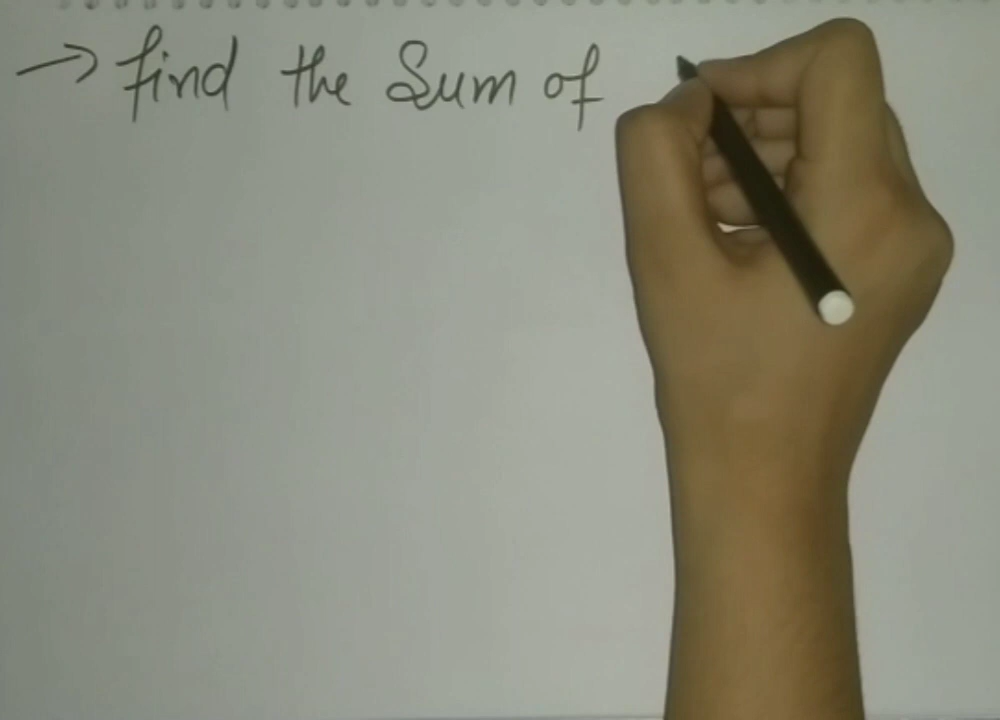 → find the Sum of